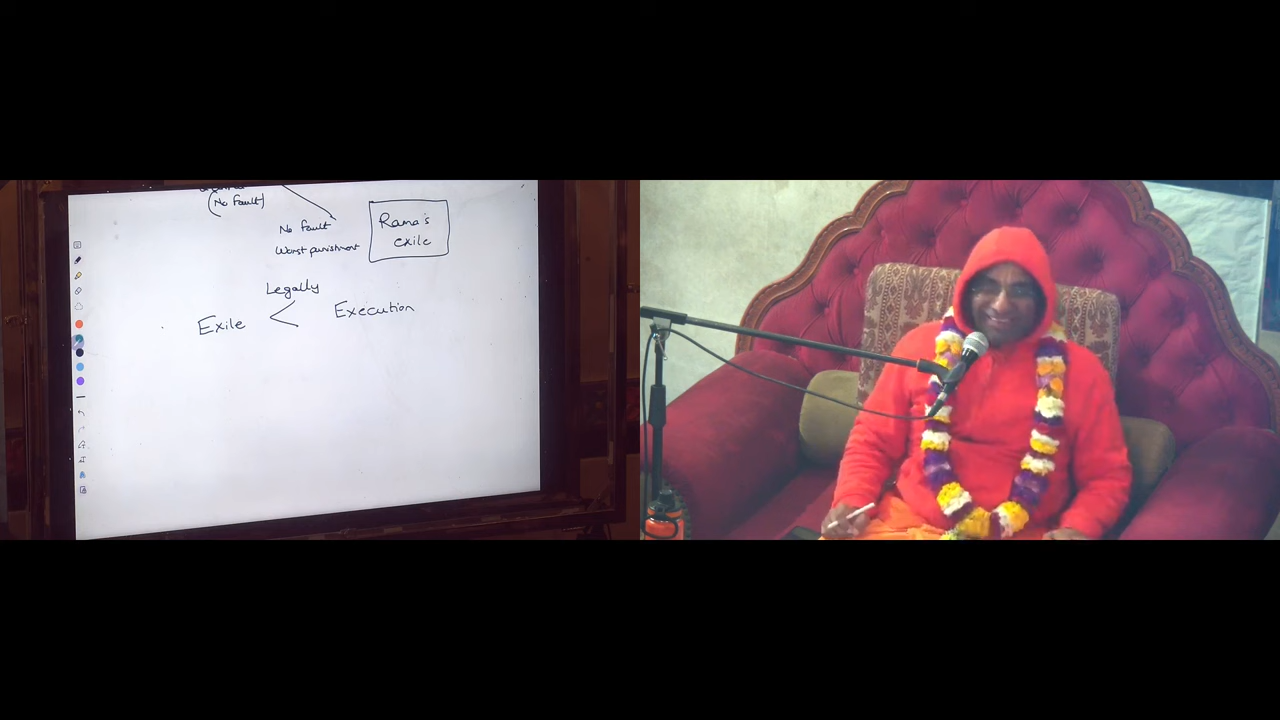 (No fault)
No fault
Worst punishment
Rama's
exile
Legally
Exile < Execution